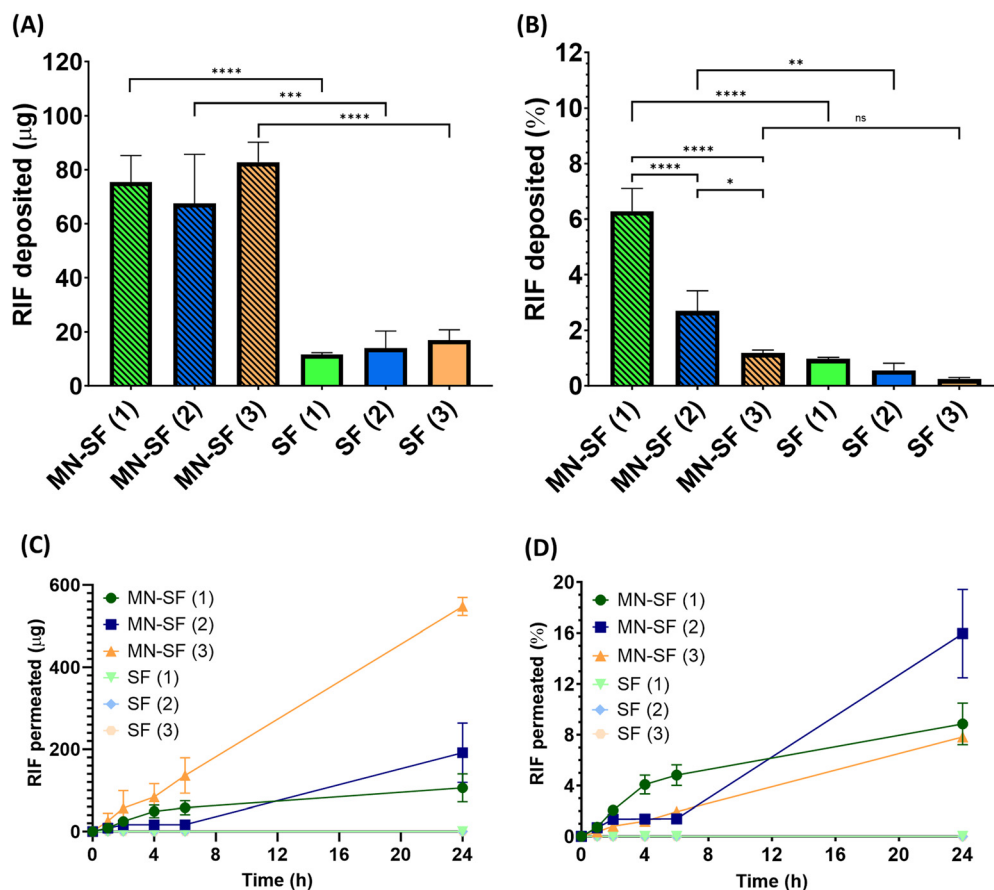 (A)
RIF deposited (μg)
120
100
80
60
40
20
0
****
***
****
MN-SF (1)
MN-SF (2)
MN-SF (3)
SF (1)
SF (2)
SF (3)
(B)
RIF deposited (%)
12
10
8
6
4
2
0
**
****
ns
****
****
*
MN-SF (1)
MN-SF (2)
MN-SF (3)
SF (1)
SF (2)
SF (3)
(C)
RIF permeated (μg)
600
400
200
0
MN-SF (1)
MN-SF (2)
MN-SF (3)
SF (1)
SF (2)
SF (3)
0 4 8 12 16 20 24
Time (h)
(D)
RIF permeated (%)
20
16
12
8
4
0
MN-SF (1)
MN-SF (2)
MN-SF (3)
SF (1)
SF (2)
SF (3)
0 4 8 12 16 20 24
Time (h)